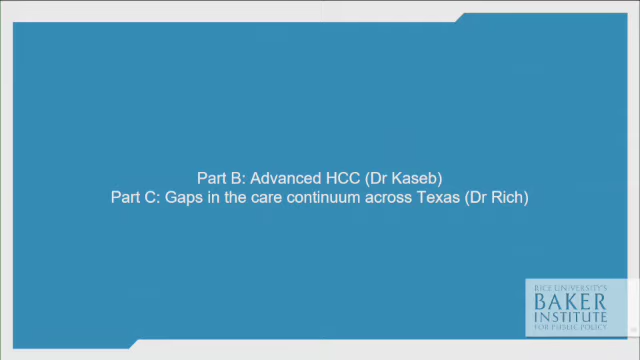 Part B: Advanced HCC (Dr Kaseb)
Part C: Gaps in the care continuum across Texas (Dr Rich)
RICE UNIVERSITY'S
BAKER
INSTITUTE
FOR PUBLIC POLICY